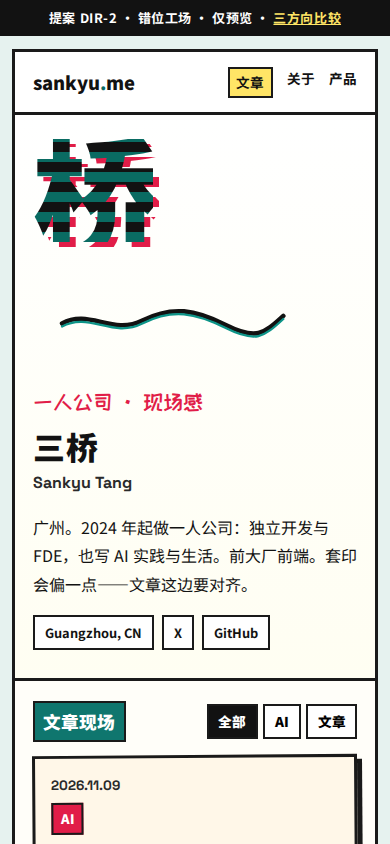 提案 DIR-2 · 错位工场 · 仅预览 · 三方向比较
sankyu.me
文章 关于 产品
桥
一人公司 · 现场感
三桥
Sankyu Tang
广州。2024 年起做一人公司：独立开发与
FDE，也写 AI 实践与生活。前大厂前端。套印
会偏一点——文章这边要对齐。
Guangzhou, CN X GitHub
文章现场 全部 AI 文章
2026.11.09
AI